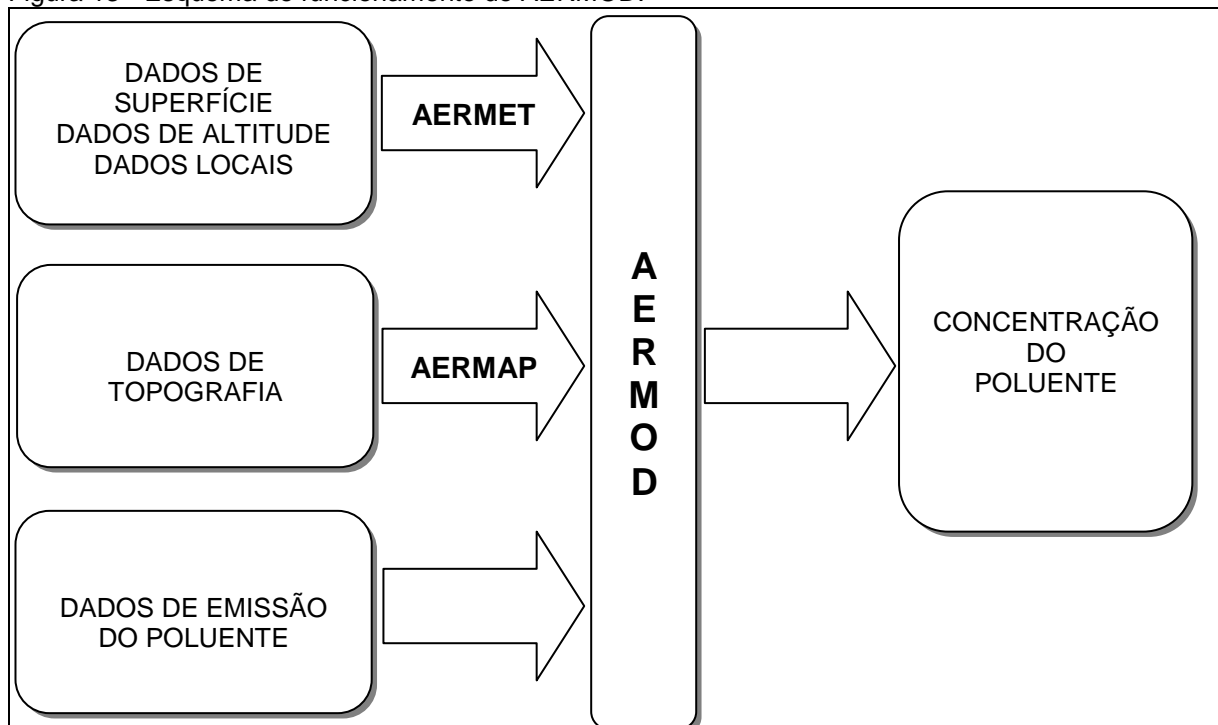 DADOS DE
SUPERFÍCIE
DADOS DE ALTITUDE
DADOS LOCAIS
AERMET
DADOS DE
TOPOGRAFIA
AERMAP
DADOS DE EMISSÃO
DO POLUENTE
A
E
R
M
O
D
CONCENTRAÇÃO
DO
POLUENTE